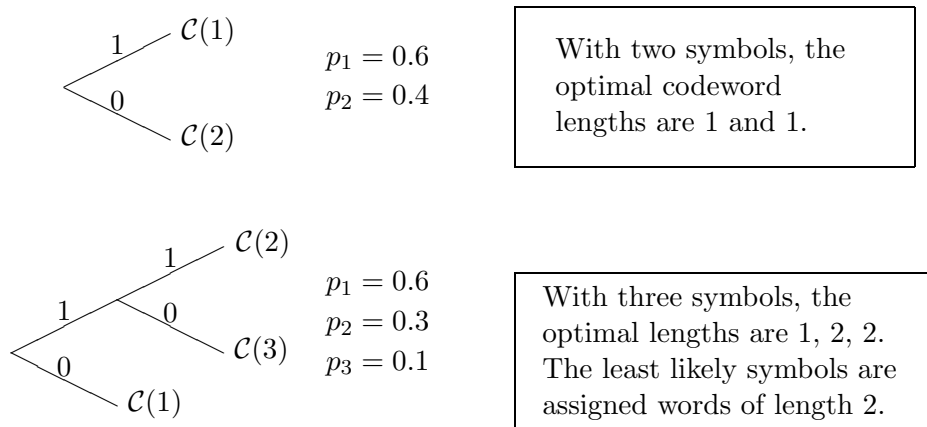 1
0
𝒞(1)
𝒞(2)
p₁ = 0.6
p₂ = 0.4
With two symbols, the
optimal codeword
lengths are 1 and 1.
1
0
1
0
𝒞(2)
𝒞(3)
𝒞(1)
p₁ = 0.6
p₂ = 0.3
p₃ = 0.1
With three symbols, the
optimal lengths are 1, 2, 2.
The least likely symbols are
assigned words of length 2.